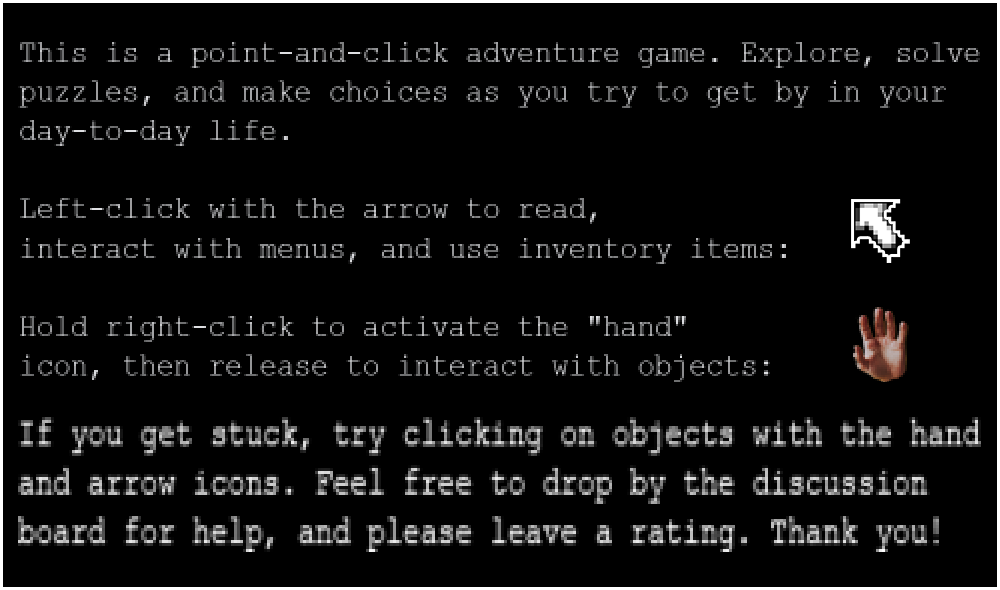 This is a point-and-click adventure game. Explore, solve
puzzles, and make choices as you try to get by in your
day-to-day life.
Left-click with the arrow to read,
interact with menus, and use inventory items:
Hold right-click to activate the "hand"
icon, then release to interact with objects:
If you get stuck, try clicking on objects with the hand
and arrow icons. Feel free to drop by the discussion
board for help, and please leave a rating. Thank you!